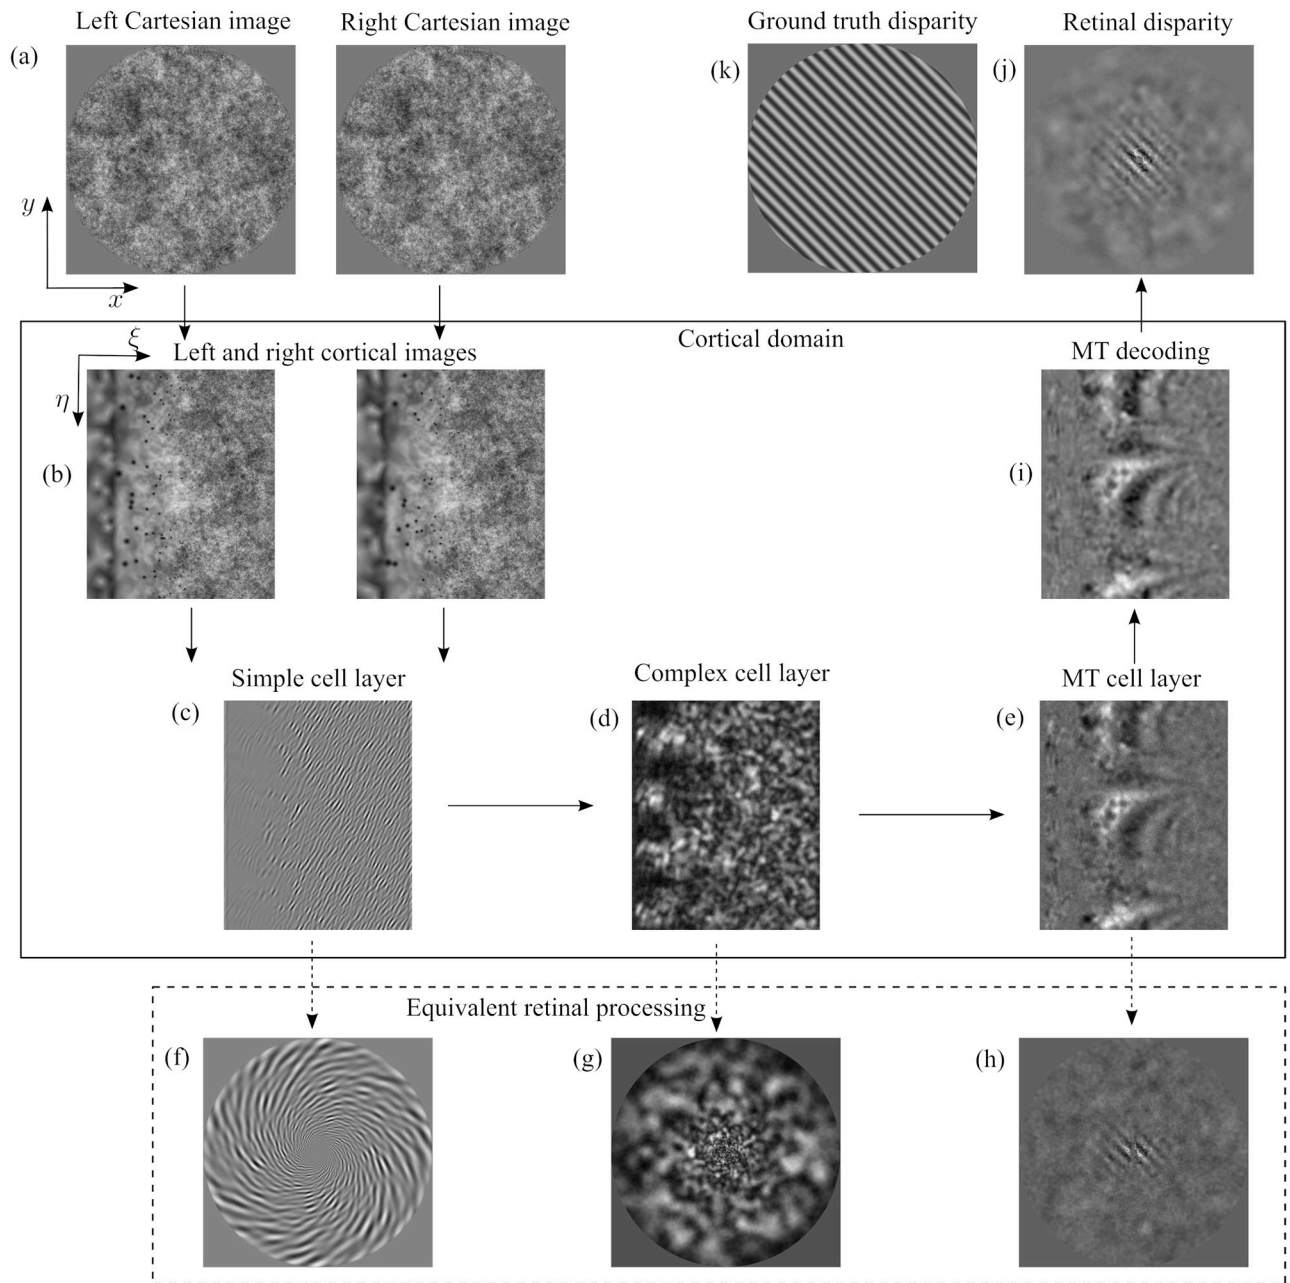 Left Cartesian image
Right Cartesian image
Ground truth disparity
Retinal disparity
(a)
(k)
(j)
y
x
Cortical domain
ξ
Left and right cortical images
MT decoding
η
(b)
(i)
Simple cell layer
Complex cell layer
MT cell layer
(c)
(d)
(e)
Equivalent retinal processing
(f)
(g)
(h)